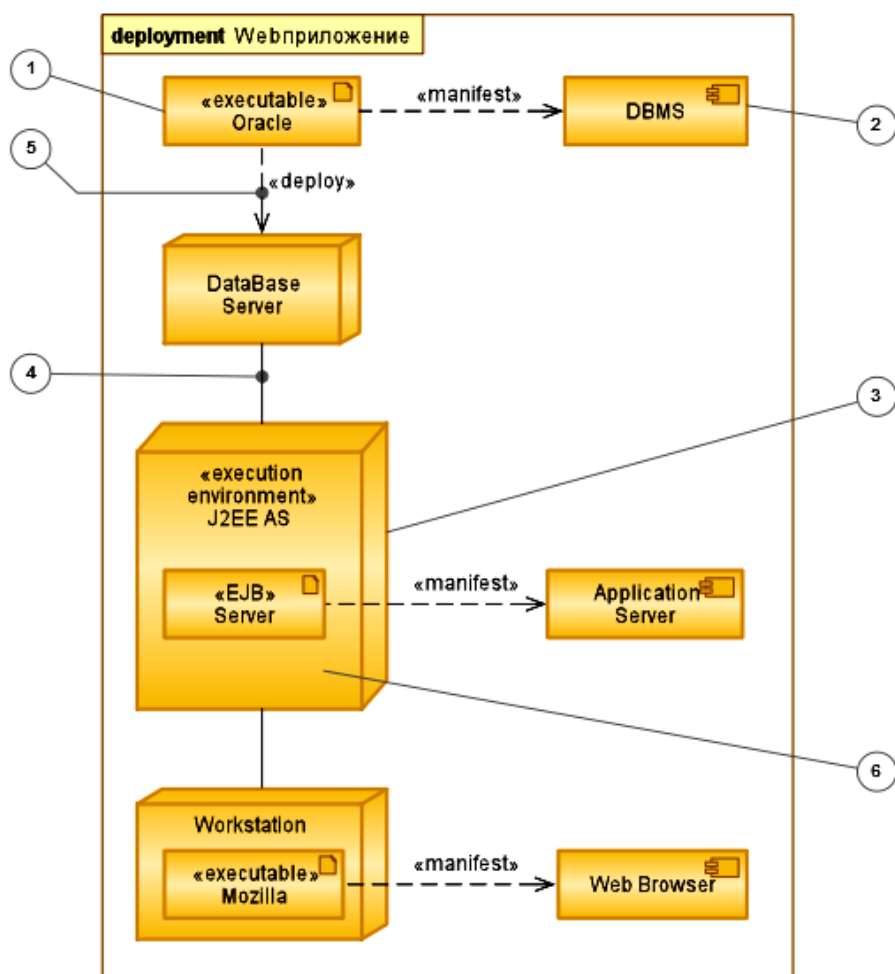 deployment Webприложение
1
«executable»
Oracle
«manifest»
DBMS
2
5
«deploy»
DataBase
Server
4
3
«execution
environment»
J2EE AS
«EJB»
Server
«manifest»
Application
Server
6
Workstation
«executable»
Mozilla
«manifest»
Web Browser